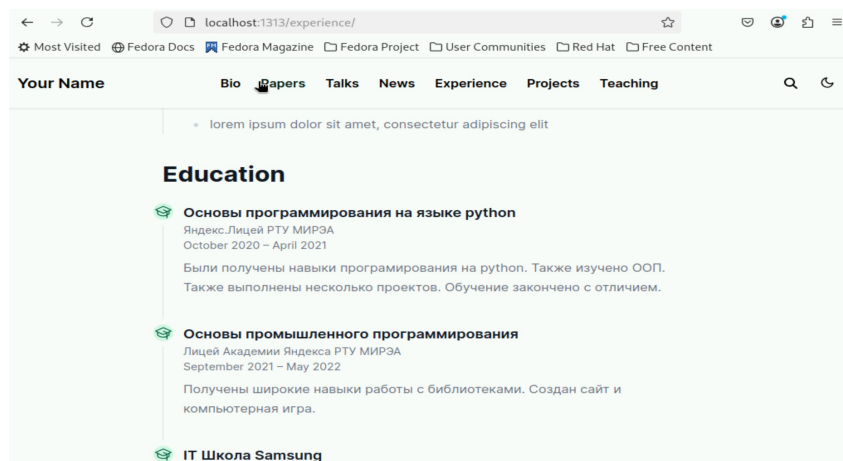 localhost:1313/experience/
Most Visited Fedora Docs Fedora Magazine Fedora Project User Communities Red Hat Free Content
Your Name Bio Papers Talks News Experience Projects Teaching
lorem ipsum dolor sit amet, consectetur adipiscing elit
Education
Основы программирования на языке python
Яндекс.Лицей РТУ МИРЭА
October 2020 – April 2021
Были получены навыки програмирования на python. Также изучено ООП.
Также выполнены несколько проектов. Обучение закончено с отличием.
Основы промышленного программирования
Лицей Академии Яндекса РТУ МИРЭА
September 2021 – May 2022
Получены широкие навыки работы с библиотеками. Создан сайт и
компьютерная игра.
IT Школа Samsung